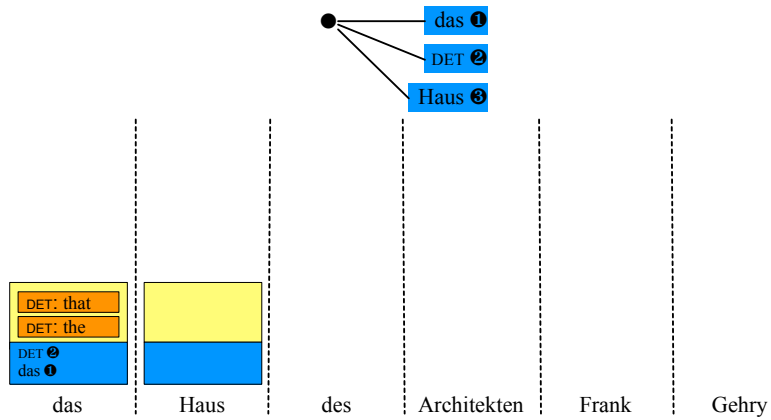 das ❶
DET ❷
Haus ❸
DET: that
DET: the
DET ❷
das ❶
das Haus des Architekten Frank Gehry